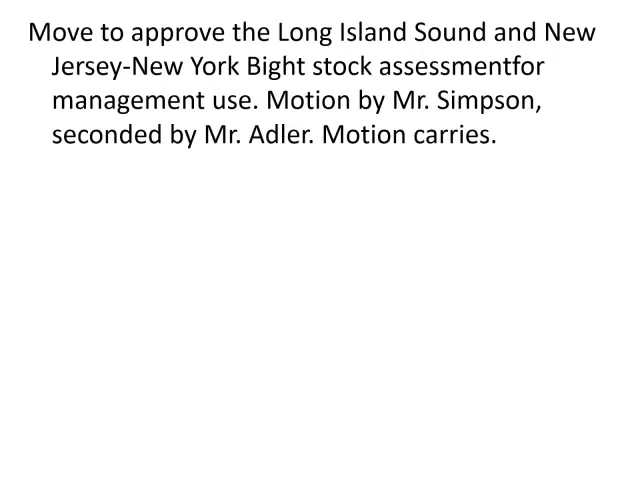 Move to approve the Long Island Sound and New
Jersey-New York Bight stock assessmentfor
management use. Motion by Mr. Simpson,
seconded by Mr. Adler. Motion carries.